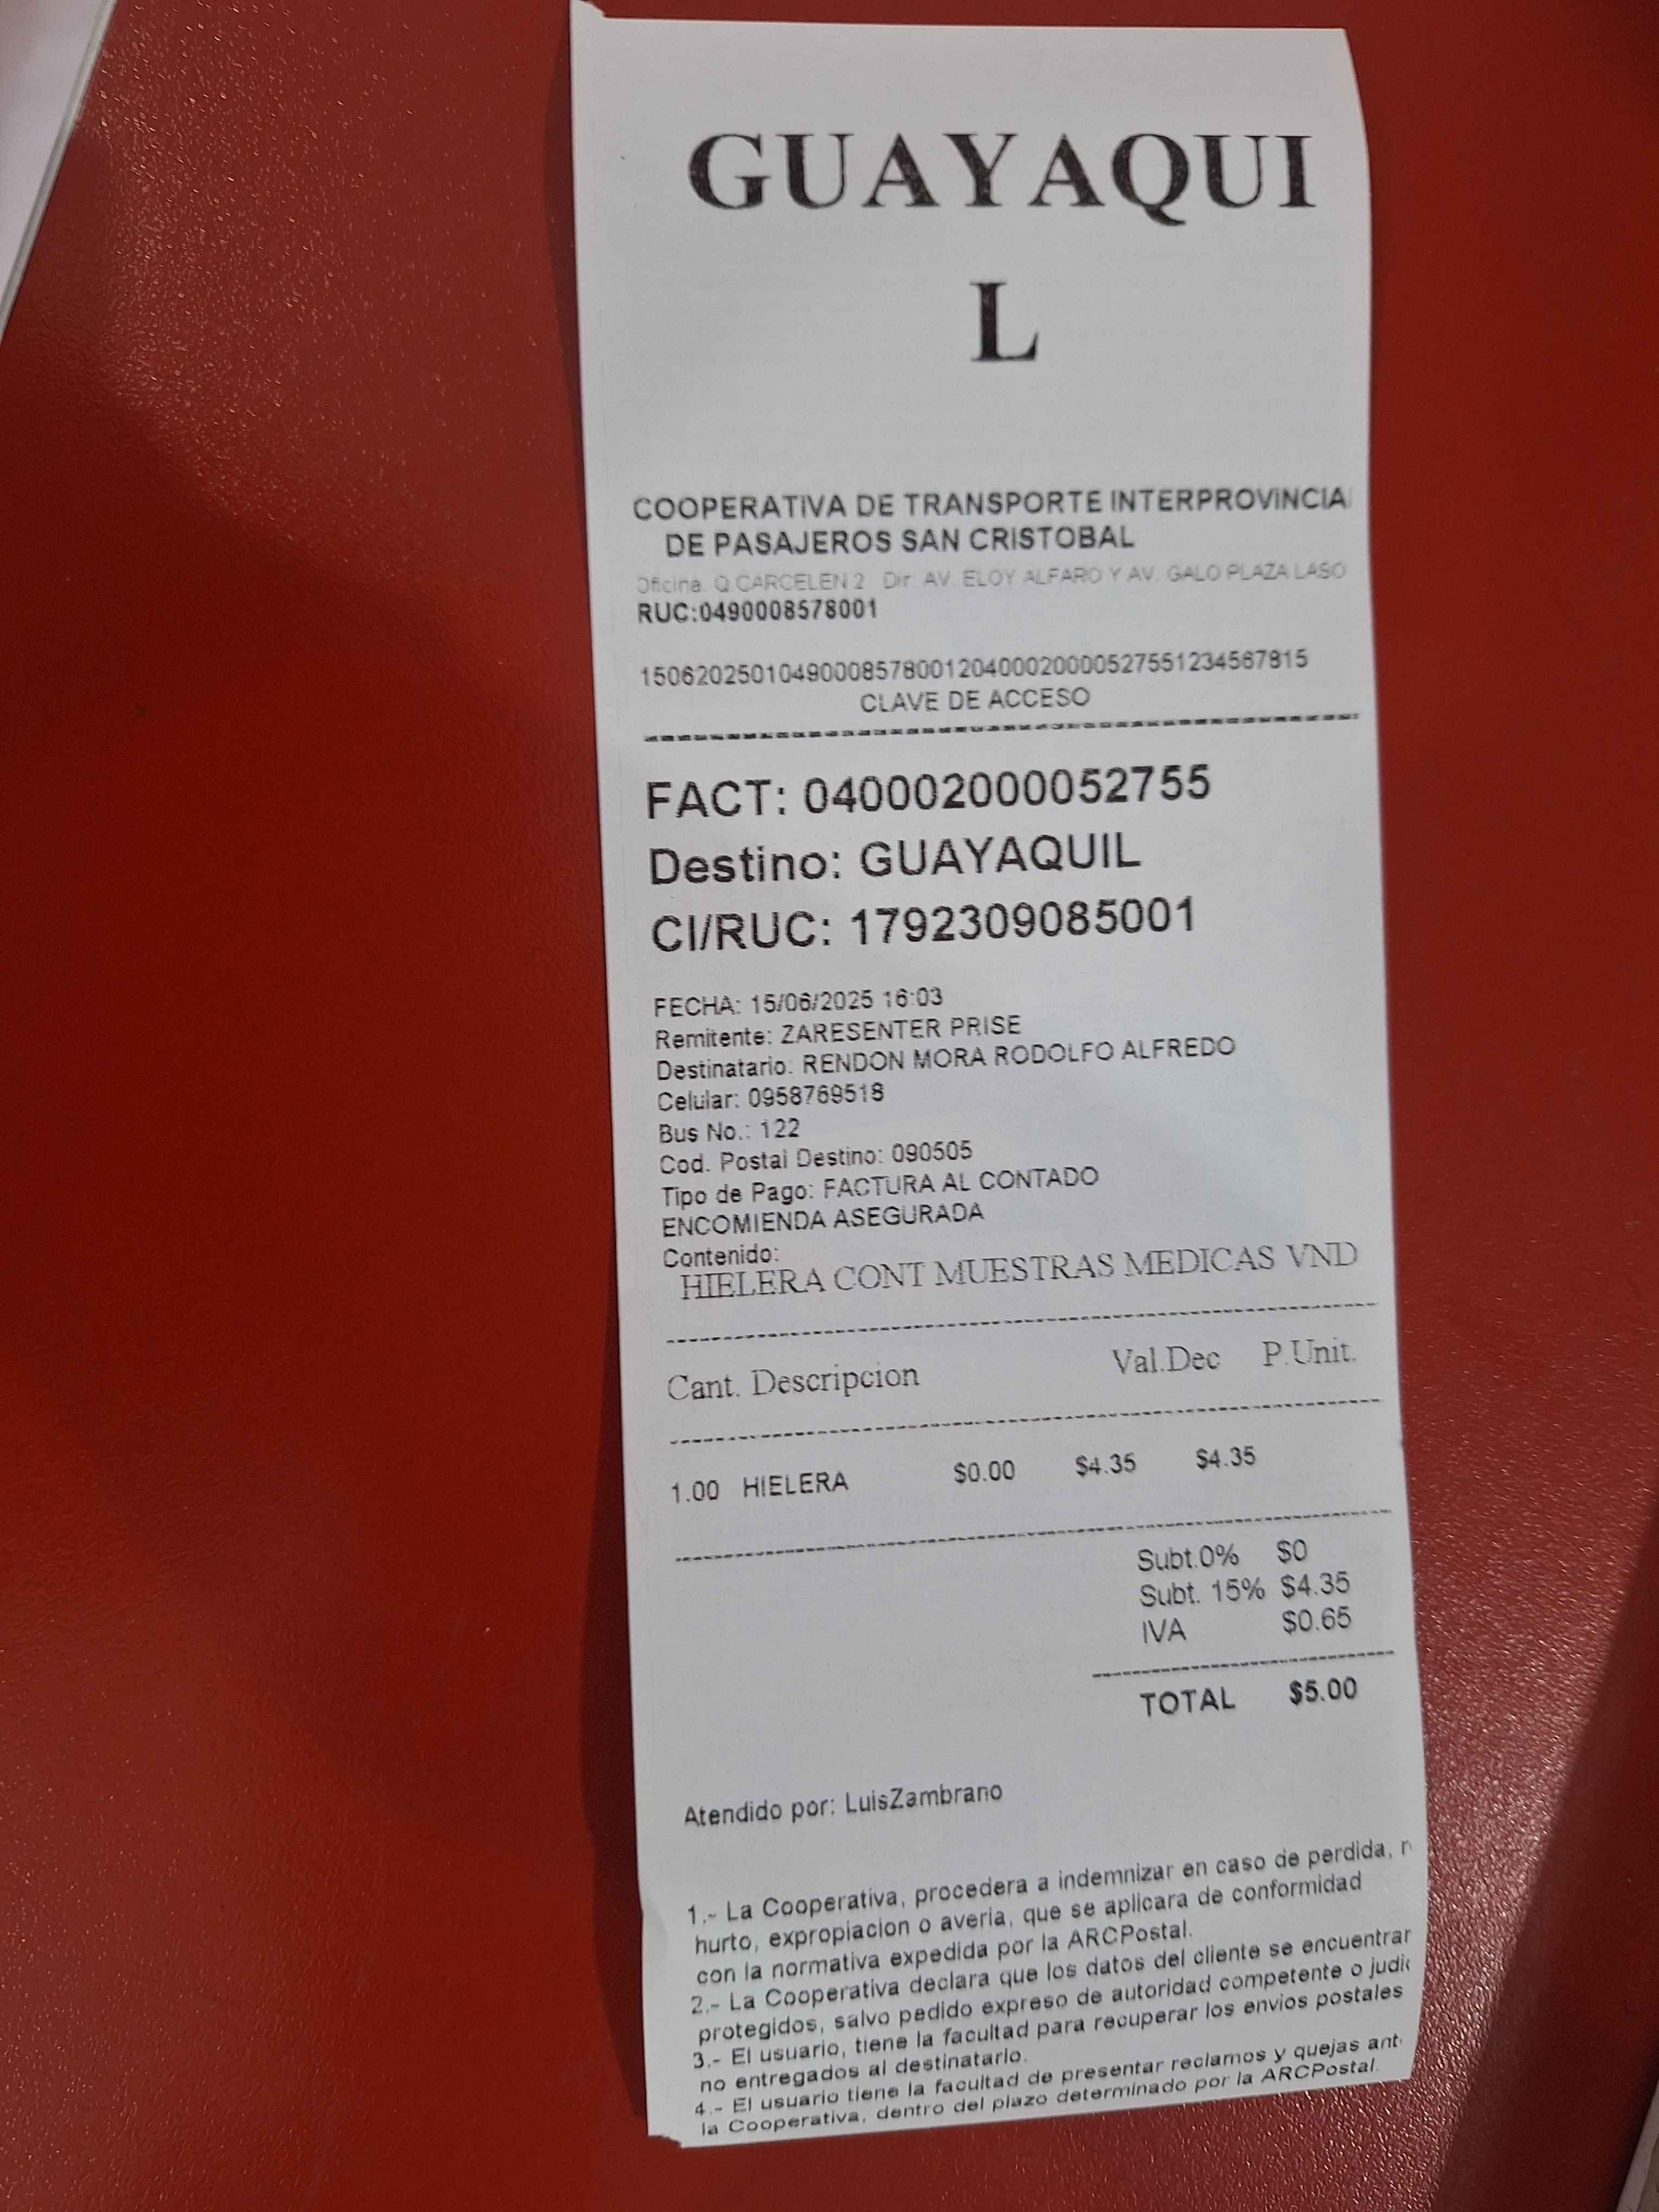 GUAYAQUI
L
COOPERATIVA DE TRANSPORTE INTERPROVINCIA
DE PASAJEROS SAN CRISTOBAL
Oficina. Q.CARCELEN 2 Dir: AV. ELOY ALFARO Y AV. GALO PLAZA LASO
RUC:0490008578001
1506202501049000857800120400020000527551234567815
CLAVE DE ACCESO
FACT: 040002000052755
Destino: GUAYAQUIL
CI/RUC: 1792309085001
FECHA: 15/06/2025 16:03
Remitente: ZARESENTER PRISE
Destinatario: RENDON MORA RODOLFO ALFREDO
Celular: 0958769518
Bus No.: 122
Cod. Postal Destino: 090505
Tipo de Pago: FACTURA AL CONTADO
ENCOMIENDA ASEGURADA
Contenido:
HIELERA CONT MUESTRAS MEDICAS VND
Cant. Descripcion Val.Dec P.Unit.
1.00 HIELERA $0.00 $4.35 $4.35
Subt.0% $0
Subt. 15% $4.35
IVA $0.65
TOTAL $5.00
Atendido por: LuisZambrano
1.- La Cooperativa, procedera a indemnizar en caso de perdida,
hurto, expropiacion o averia, que se aplicara de conformidad
con la normativa expedida por la ARCPostal.
2.- La Cooperativa declara que los datos del cliente se encuentran
protegidos, salvo pedido expreso de autoridad competente o judi
3.- El usuario, tiene la facultad para recuperar los envios postales
no entregados al destinatario.
4.- El usuario tiene la facultad de presentar reclamos y quejas ant
la Cooperativa, dentro del plazo determinado por la ARCPostal.